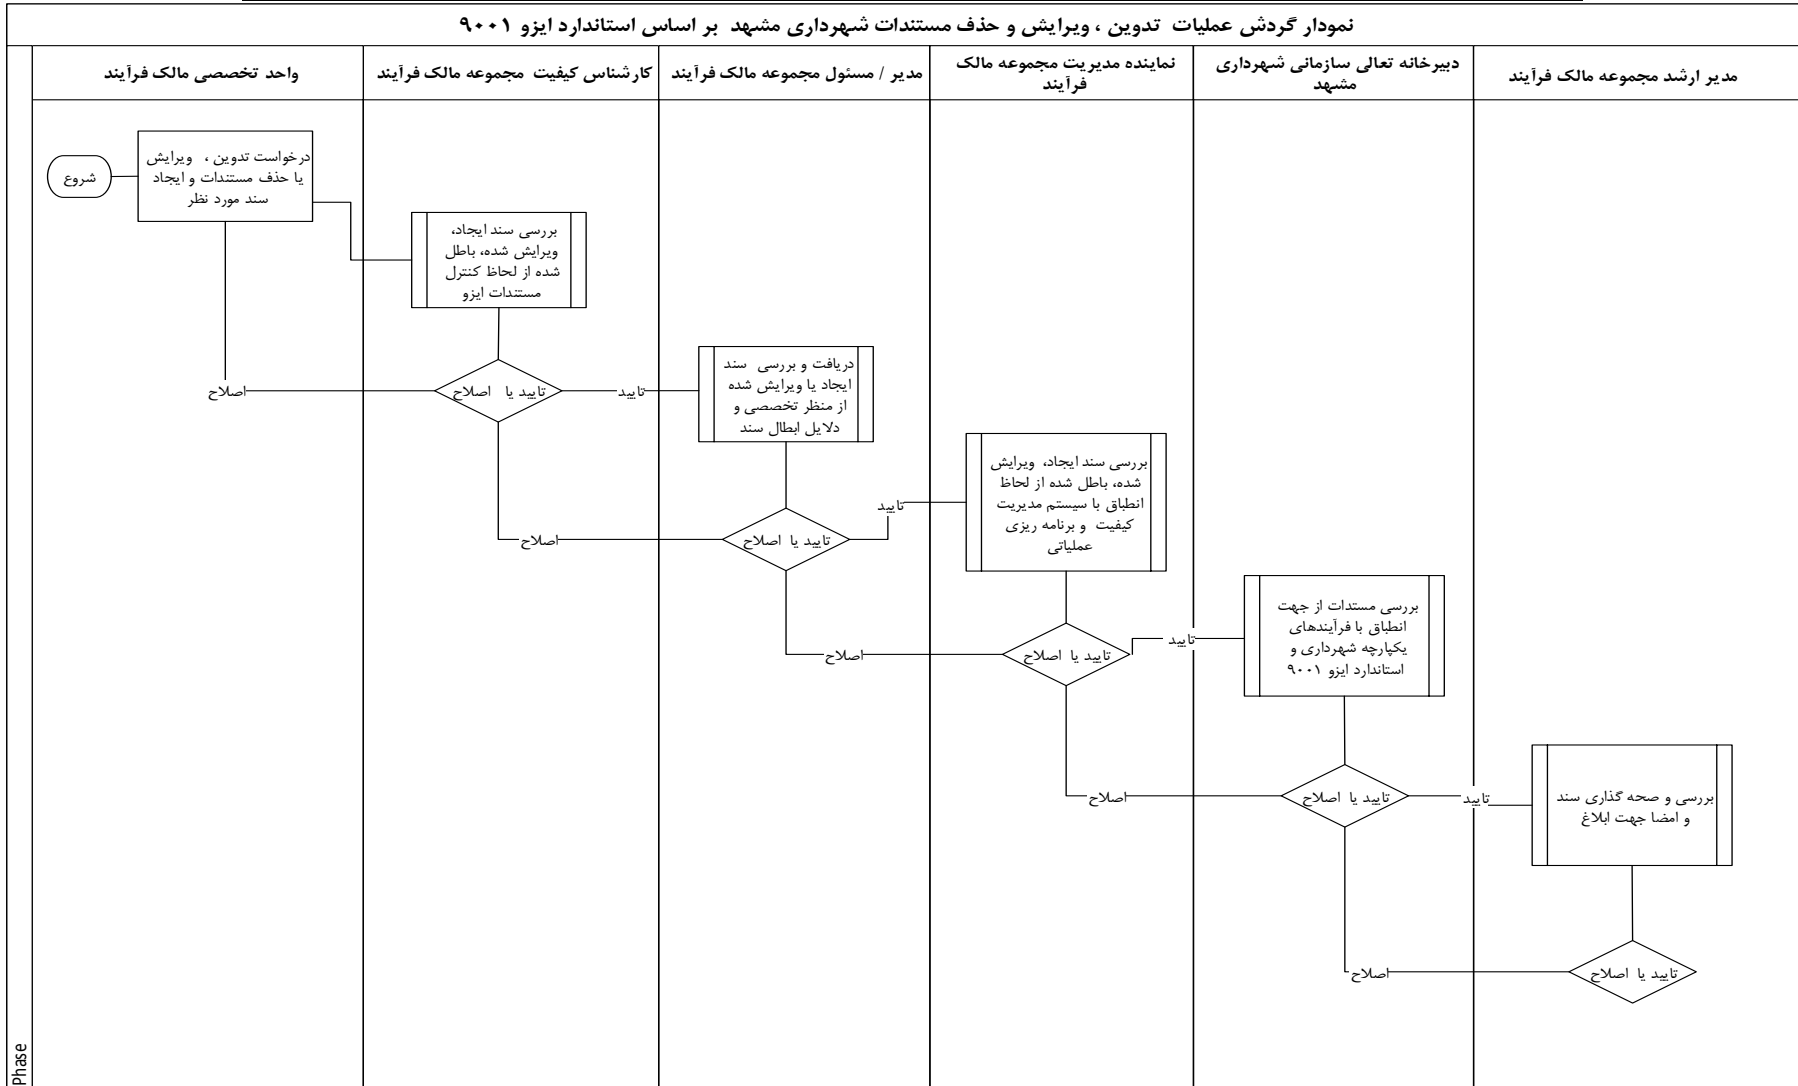 نمودار گردش عملیات تدوین ، ویرایش و حذف مستندات شهرداری مشهد بر اساس استاندارد ایزو ۹۰۰۱
واحد تخصصی مالک فرآیند
کارشناس کیفیت مجموعه مالک فرآیند
مدیر / مسئول مجموعه مالک فرآیند
نماینده مدیریت مجموعه مالک
فرآیند
دبیرخانه تعالی سازمانی شهرداری
مشهد
مدیر ارشد مجموعه مالک فرآیند
شروع
درخواست تدوین ، ویرایش
یا حذف مستندات و ایجاد
سند مورد نظر
بررسی سند ایجاد،
ویرایش شده، باطل
شده از لحاظ کنترل
مستندات ایزو
تایید یا اصلاح
اصلاح
تایید
دریافت و بررسی سند
ایجاد یا ویرایش شده
از منظر تخصصی و
دلایل ابطال سند
تایید یا اصلاح
اصلاح
تایید
بررسی سند ایجاد، ویرایش
شده، باطل شده از لحاظ
انطباق با سیستم مدیریت
کیفیت و برنامه ریزی
عملیاتی
تایید یا اصلاح
اصلاح
تایید
بررسی مستدات از جهت
انطباق با فرآیندهای
یکپارچه شهرداری و
استاندارد ایزو ۹۰۰۱
تایید یا اصلاح
اصلاح
تایید
بررسی و صحه گذاری سند
و امضا جهت ابلاغ
تایید یا اصلاح
اصلاح
Phase